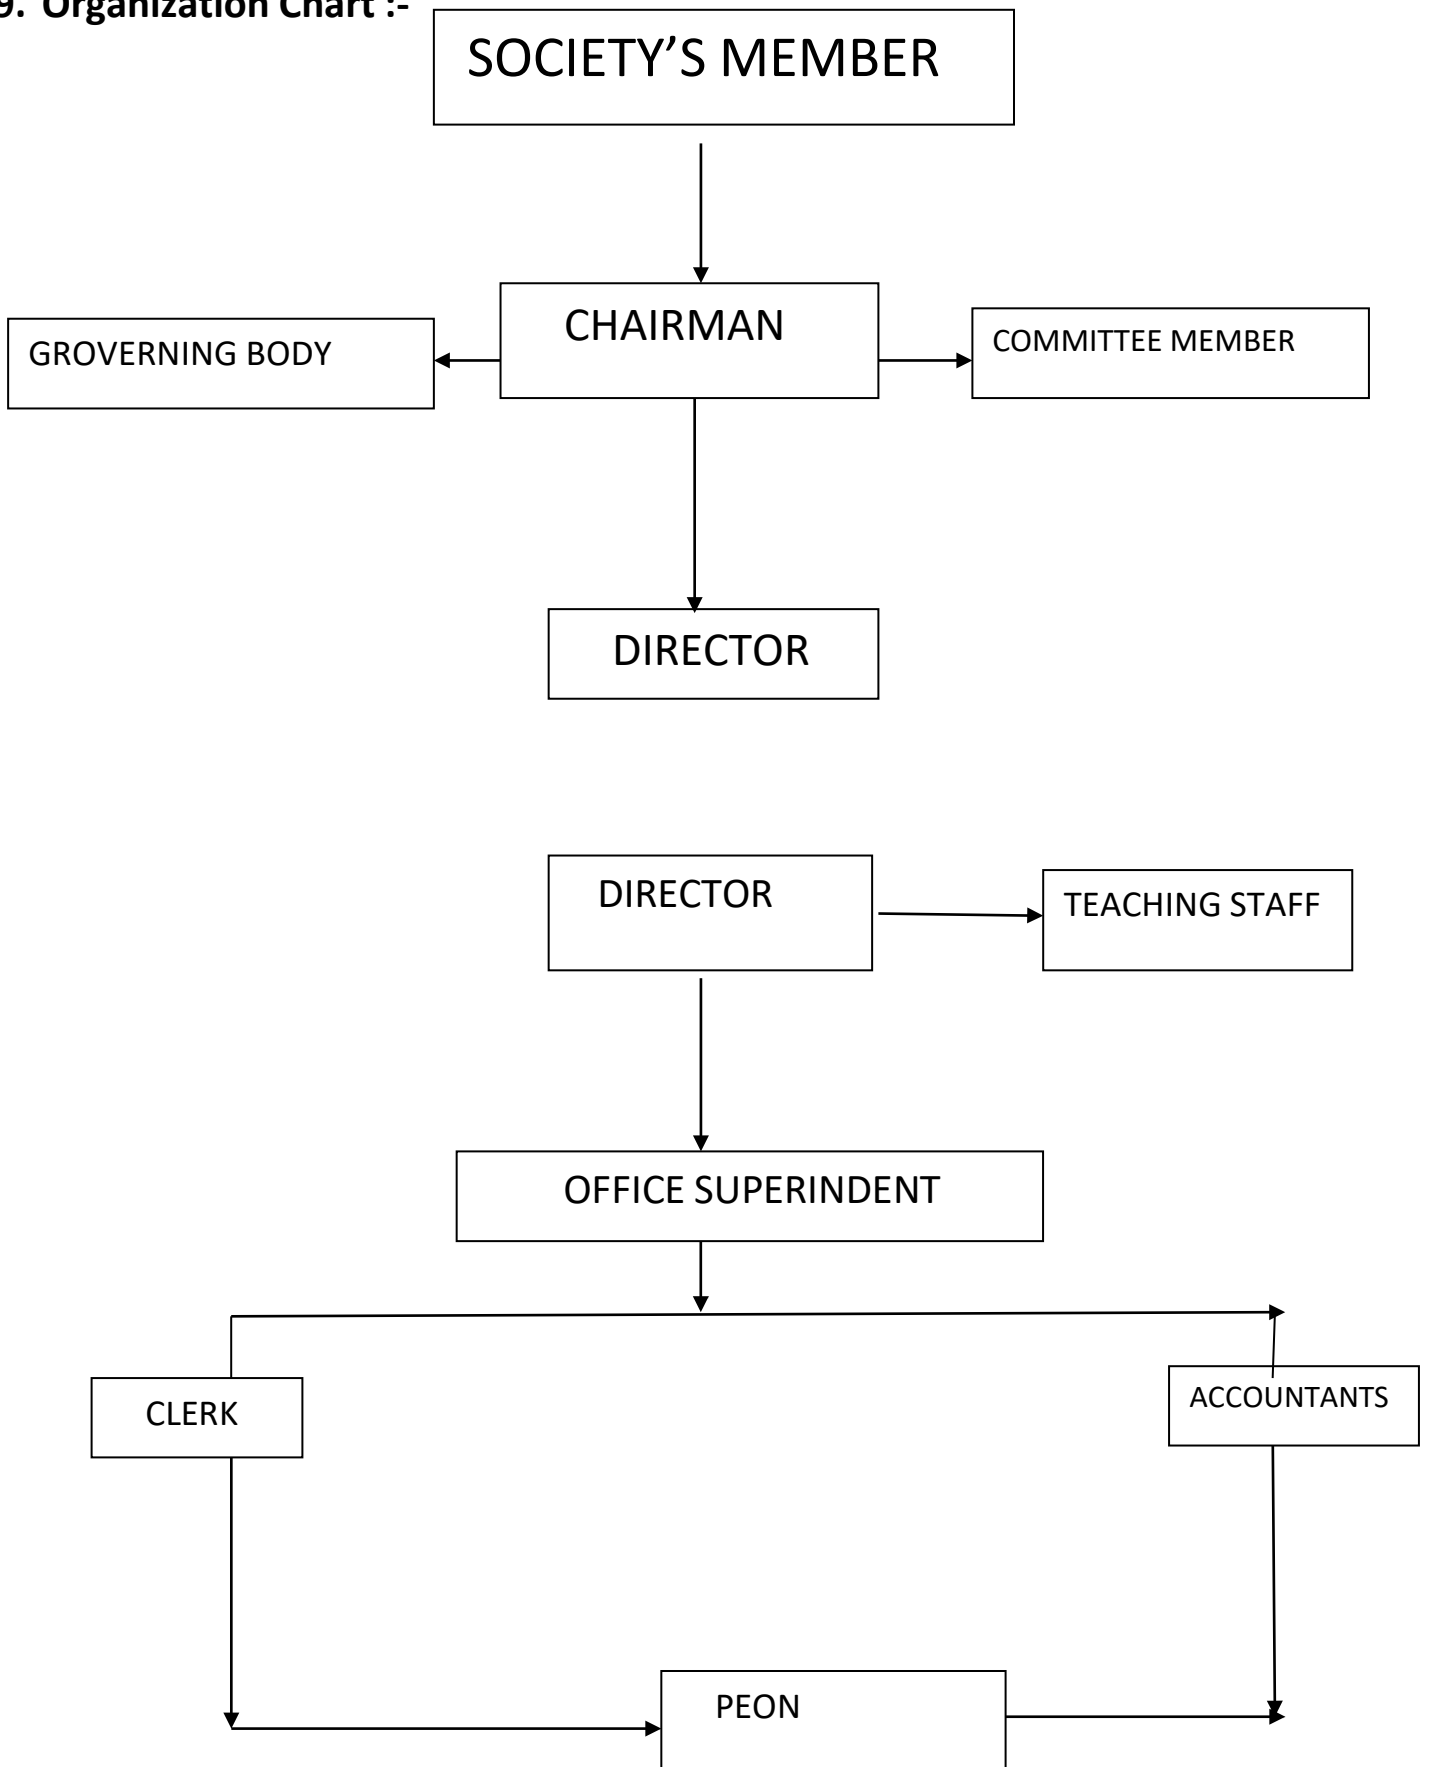 9. Organization Chart :-
SOCIETY’S MEMBER
CHAIRMAN
GROVERNING BODY
COMMITTEE MEMBER
DIRECTOR
DIRECTOR
TEACHING STAFF
OFFICE SUPERINDENT
CLERK
ACCOUNTANTS
PEON